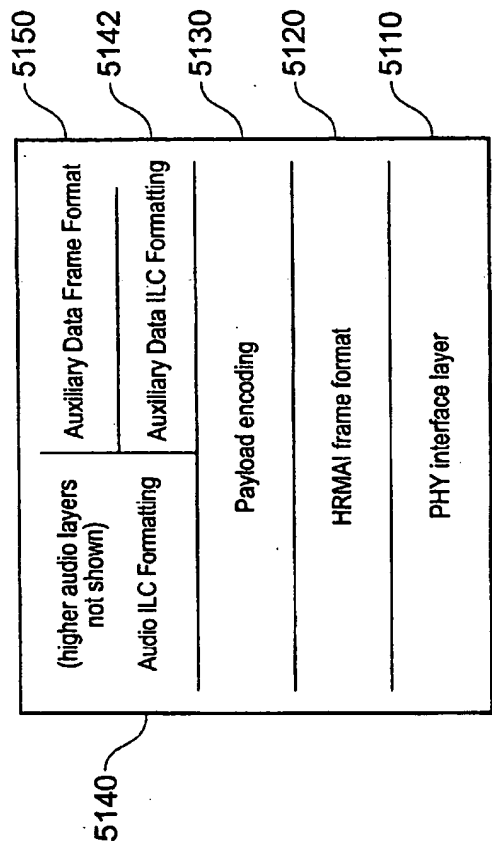 5150
5142
5130
5120
5110
5140
(higher audio layers
not shown)
Audio ILC Formatting
Auxiliary Data Frame Format
Auxiliary Data ILC Formatting
Payload encoding
HRMAI frame format
PHY interface layer